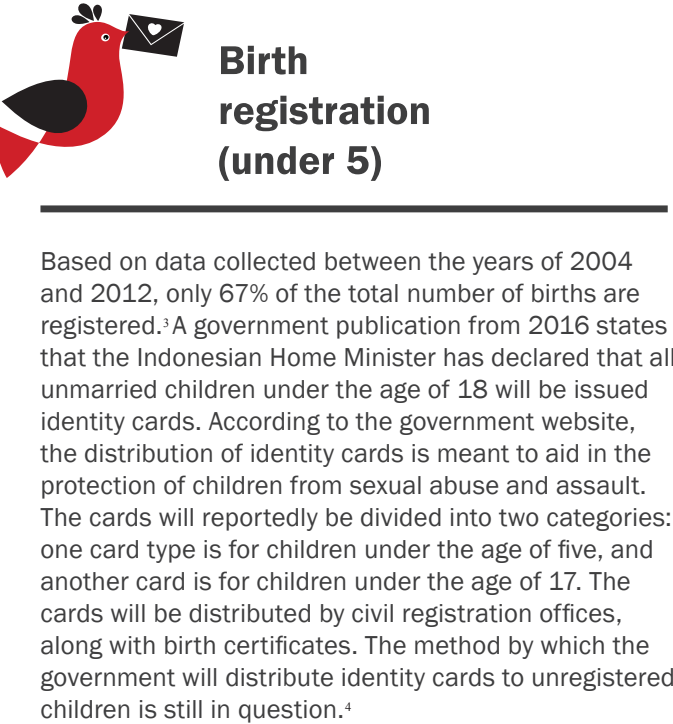 Birth
registration
(under 5)
Based on data collected between the years of 2004
and 2012, only 67% of the total number of births are
registered.³ A government publication from 2016 states
that the Indonesian Home Minister has declared that all
unmarried children under the age of 18 will be issued
identity cards. According to the government website,
the distribution of identity cards is meant to aid in the
protection of children from sexual abuse and assault.
The cards will reportedly be divided into two categories:
one card type is for children under the age of five, and
another card is for children under the age of 17. The
cards will be distributed by civil registration offices,
along with birth certificates. The method by which the
government will distribute identity cards to unregistered
children is still in question.⁴